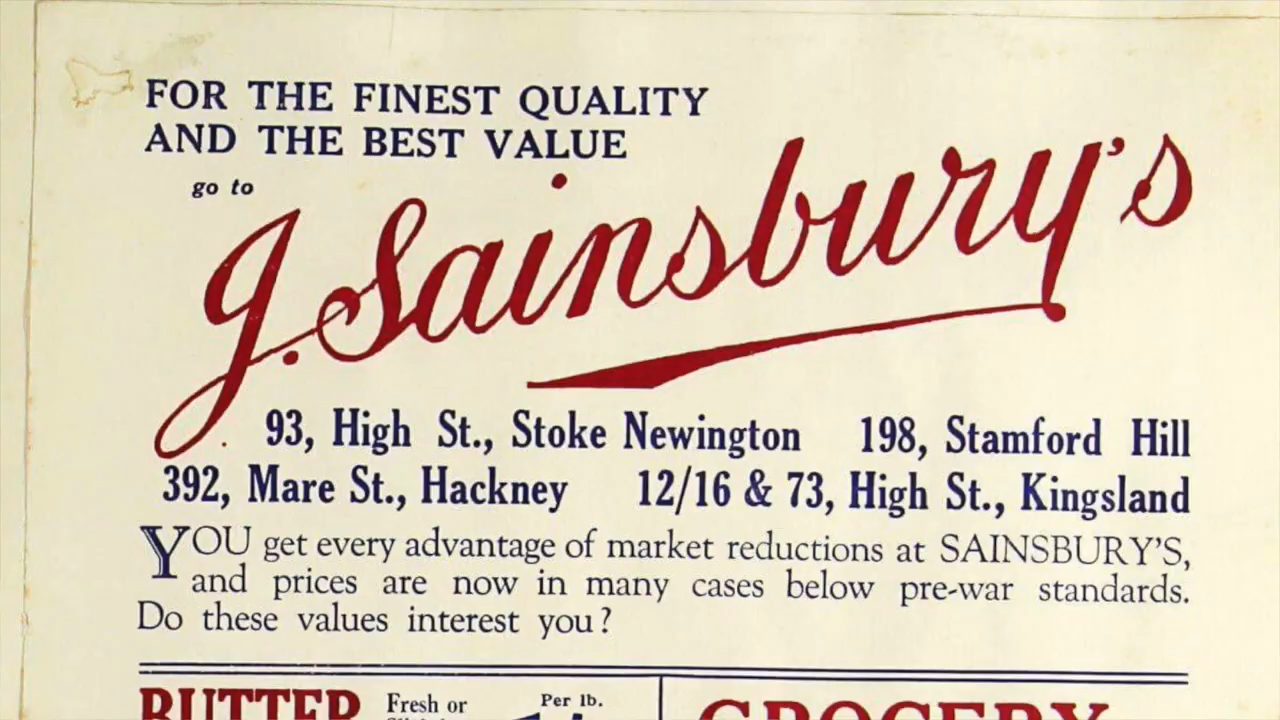 FOR THE FINEST QUALITY
AND THE BEST VALUE
go to
J. Sainsbury's
93, High St., Stoke Newington 198, Stamford Hill
392, Mare St., Hackney 12/16 & 73, High St., Kingsland
YOU get every advantage of market reductions at SAINSBURY'S,
and prices are now in many cases below pre-war standards.
Do these values interest you?
BUTTER Fresh or Per lb. GROCERY